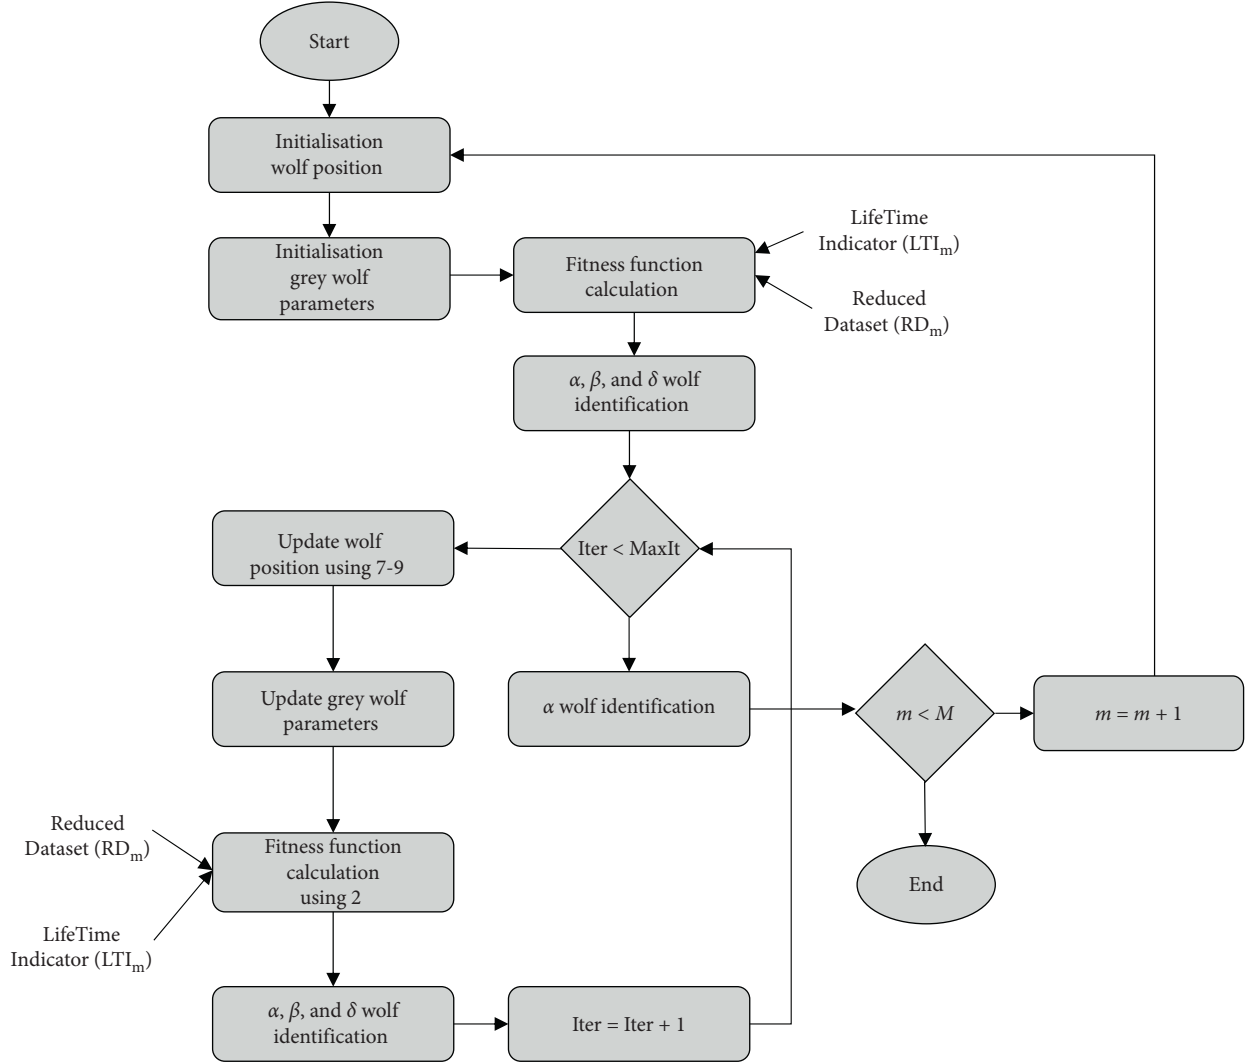 Start
Initialisation
wolf position
Initialisation
grey wolf
parameters
Fitness function
calculation
LifeTime
Indicator (LTIm)
Reduced
Dataset (RDm)
α, β, and δ wolf
identification
Iter < MaxIt
Update wolf
position using 7-9
Update grey wolf
parameters
α wolf identification
m < M
m = m + 1
Reduced
Dataset (RDm)
LifeTime
Indicator (LTIm)
Fitness function
calculation
using 2
End
α, β, and δ wolf
identification
Iter = Iter + 1